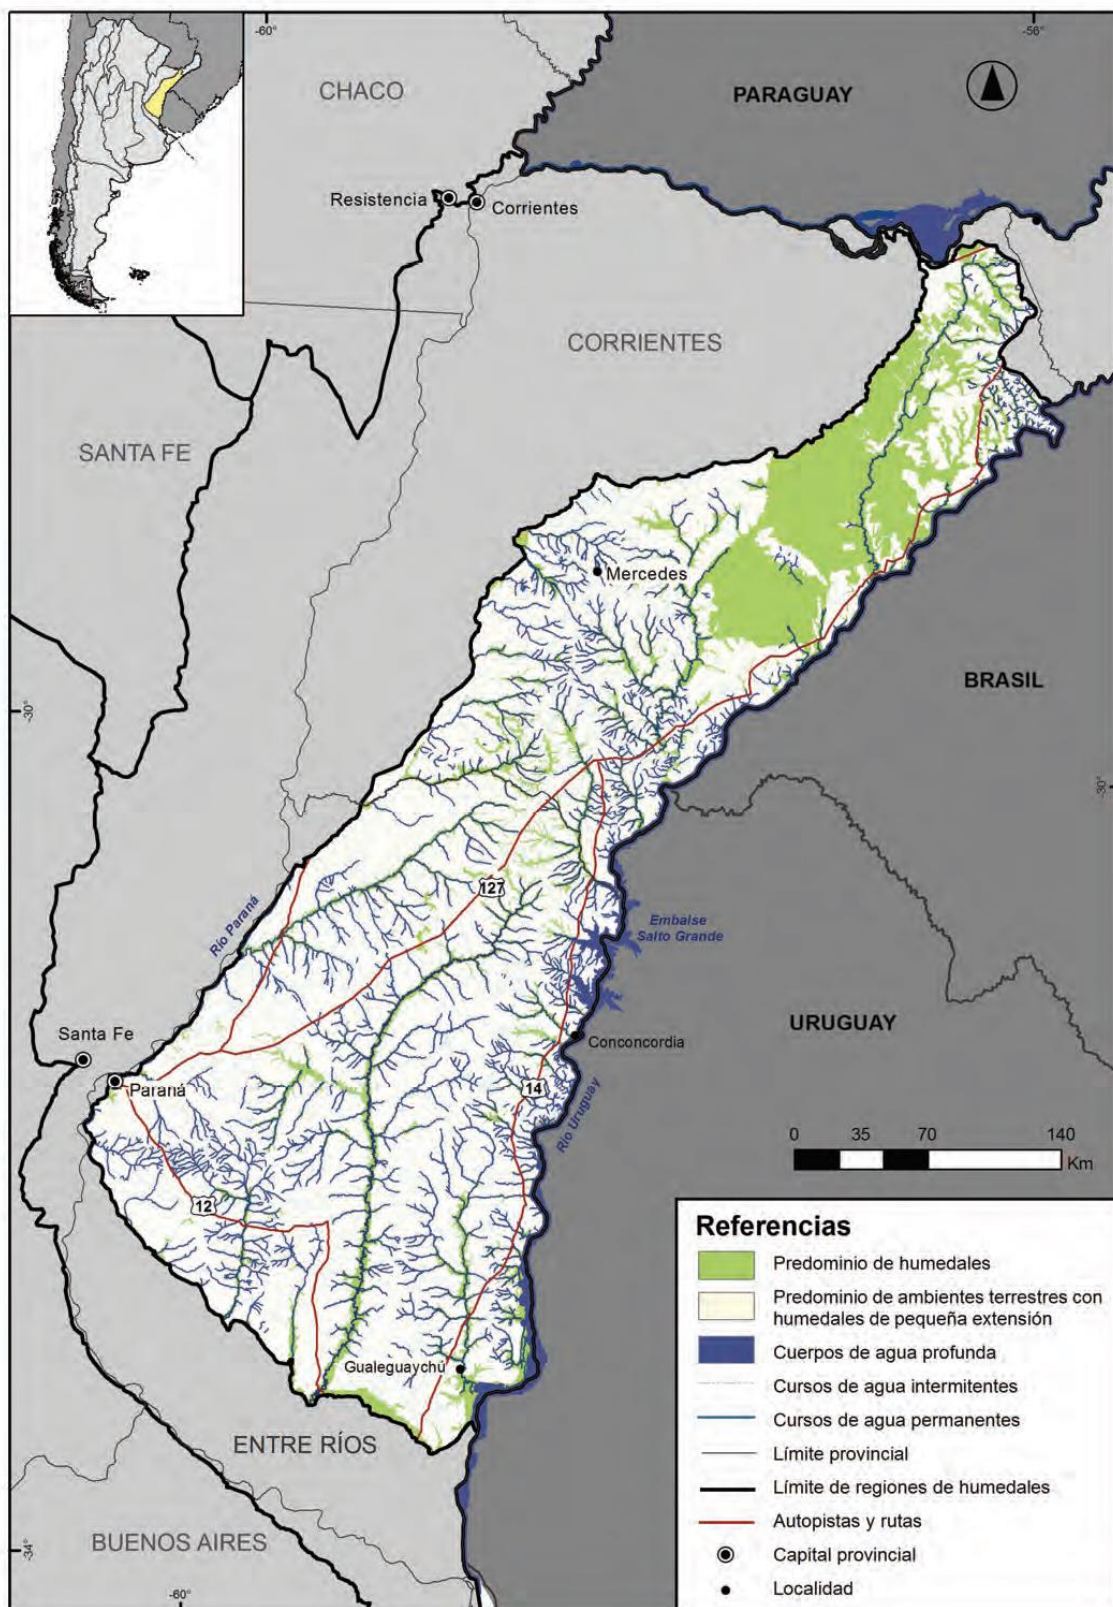 -60°
-56°
CHACO
PARAGUAY
Resistencia
Corrientes
CORRIENTES
SANTA FE
Mercedes
-30°
BRASIL
-30°
127
Río Paraná
Embalse
Salto Grande
Santa Fe
URUGUAY
Conconcordia
Paraná
14
Río Uruguay
0 35 70 140
Km
12
Referencias
Predominio de humedales
Predominio de ambientes terrestres con
humedales de pequeña extensión
Cuerpos de agua profunda
Gualeguaychú
Cursos de agua intermitentes
Cursos de agua permanentes
ENTRE RÍOS
Límite provincial
Límite de regiones de humedales
Autopistas y rutas
BUENOS AIRES
-34°
Capital provincial
Localidad
-60°